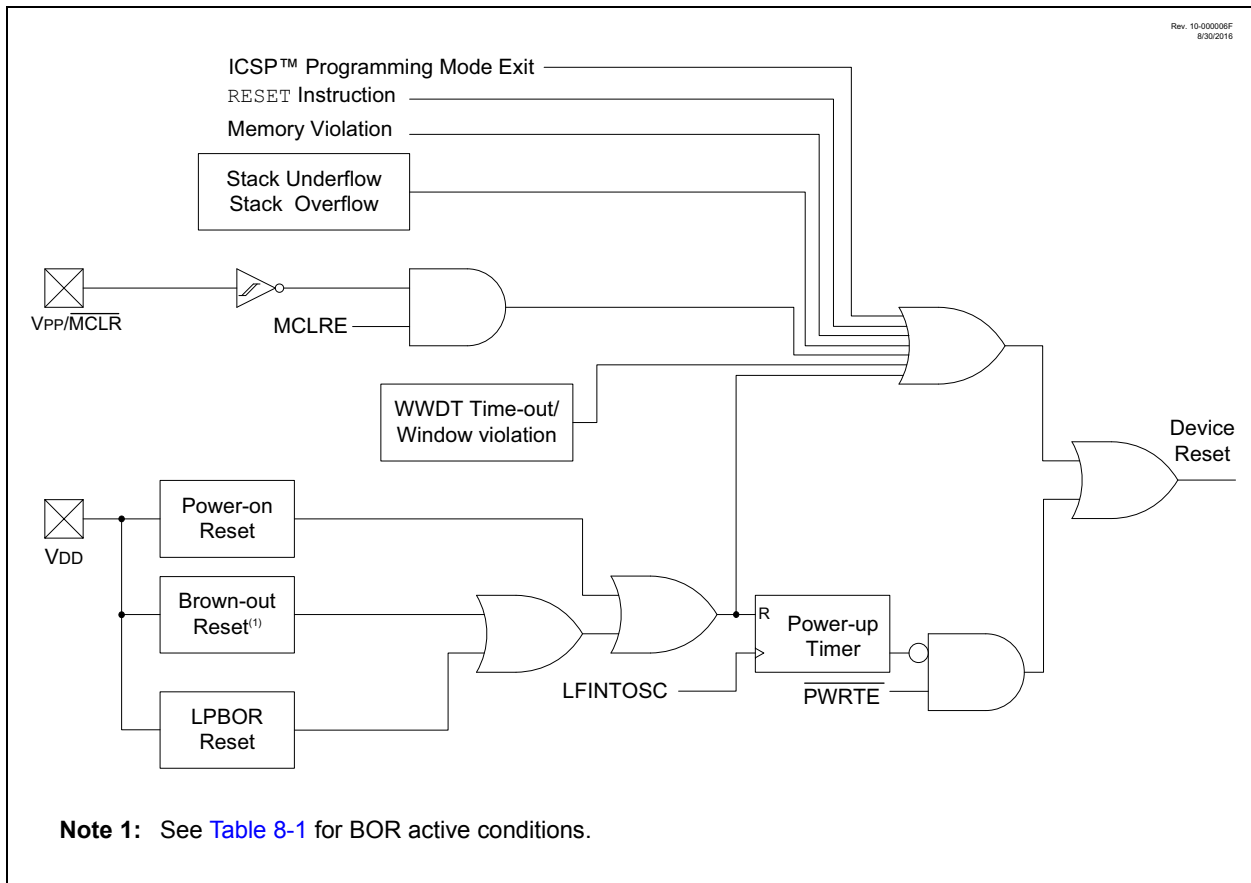 Rev. 10-000006F
8/30/2016
ICSP™ Programming Mode Exit
RESET Instruction
Memory Violation
Stack Underflow
Stack Overflow
VPP/MCLR
MCLRE
WWDT Time-out/
Window violation
Device
Reset
VDD
Power-on
Reset
Brown-out
Reset(1)
LPBOR
Reset
R
Power-up
Timer
LFINTOSC
PWRTE
Note 1: See Table 8-1 for BOR active conditions.